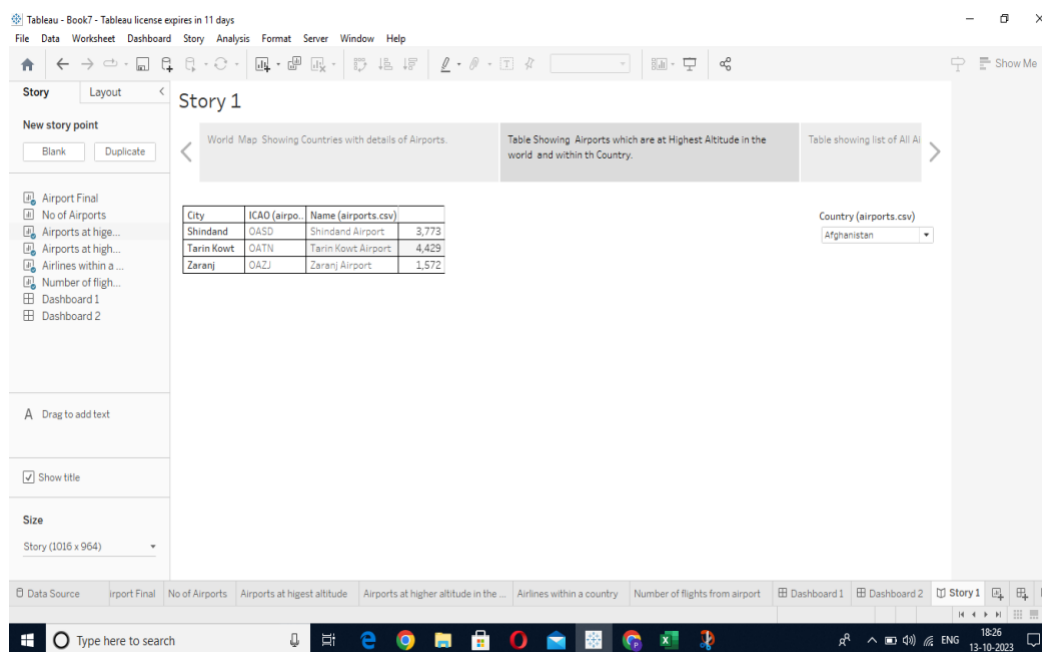 Tableau - Book7 - Tableau license expires in 11 days
File Data Worksheet Dashboard Story Analysis Format Server Window Help
Show Me
Story Layout
New story point
Blank Duplicate
Airport Final
No of Airports
Airports at hige...
Airports at high...
Airlines within a ...
Number of fligh...
Dashboard 1
Dashboard 2
A Drag to add text
Show title
Size
Story (1016 x 964)
Story 1
World Map Showing Countries with details of Airports.
Table Showing Airports which are at Highest Altitude in the
world and within th Country.
Table showing list of All Ai
City ICAO (airpo.. Name (airports.csv)
Shindand OASD Shindand Airport 3,773
Tarin Kowt OATN Tarin Kowt Airport 4,429
Zaranj OAZJ Zaranj Airport 1,572
Country (airports.csv)
Afghanistan
Data Source irport Final No of Airports Airports at higest altitude Airports at higher altitude in the ... Airlines within a country Number of flights from airport Dashboard 1 Dashboard 2 Story 1
Type here to search
ENG
18:26
13-10-2023